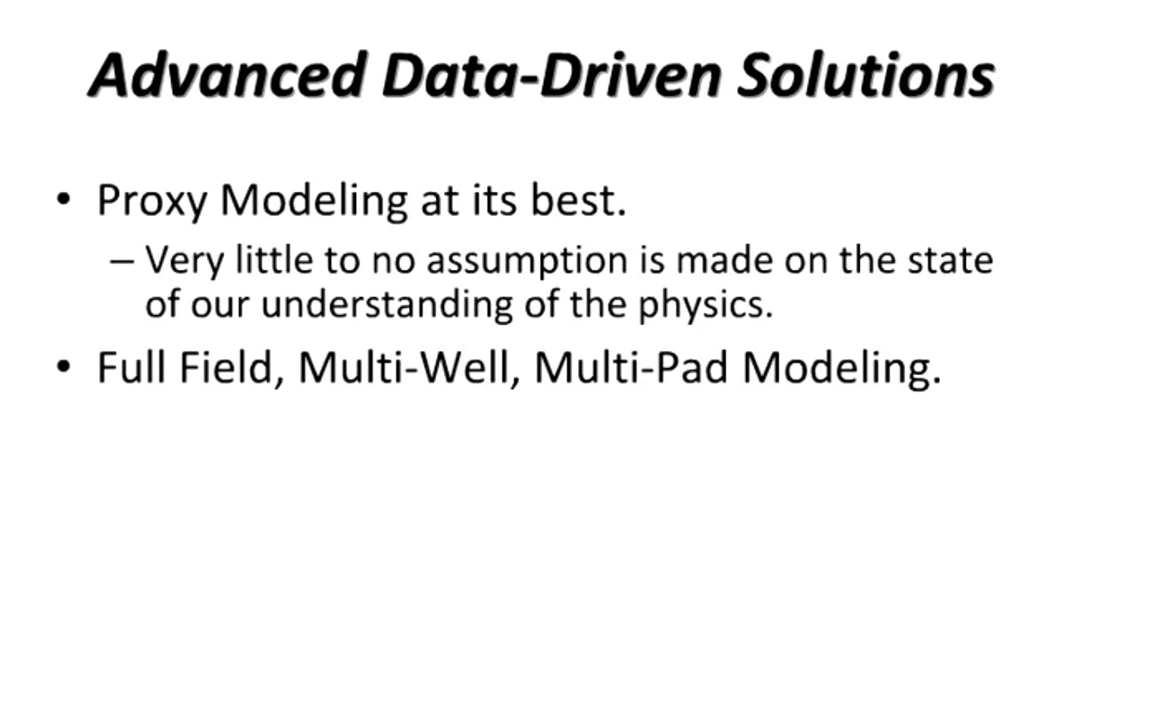 Advanced Data-Driven Solutions
• Proxy Modeling at its best.
– Very little to no assumption is made on the state
of our understanding of the physics.
• Full Field, Multi-Well, Multi-Pad Modeling.